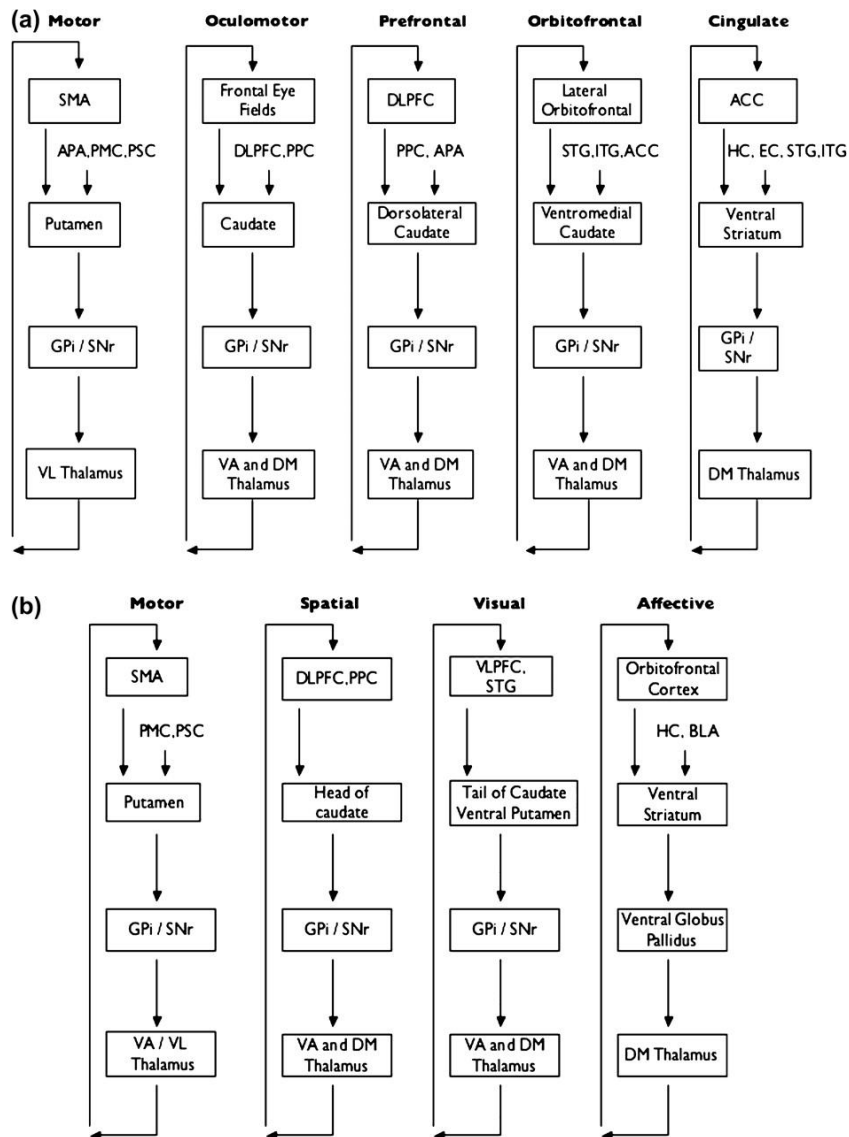 (a)
Motor
Oculomotor
Prefrontal
Orbitofrontal
Cingulate
SMA
Frontal Eye
Fields
DLPFC
Lateral
Orbitofrontal
ACC
APA,PMC,PSC
DLPFC,PPC
PPC, APA
STG,ITG,ACC
HC, EC, STG, ITG
Putamen
Caudate
Dorsolateral
Caudate
Ventromedial
Caudate
Ventral
Striatum
GPi / SNr
GPi / SNr
GPi / SNr
GPi / SNr
GPi /
SNr
VL Thalamus
VA and DM
Thalamus
VA and DM
Thalamus
VA and DM
Thalamus
DM Thalamus
(b)
Motor
Spatial
Visual
Affective
SMA
DLPFC,PPC
VLPFC,
STG
Orbitofrontal
Cortex
PMC,PSC
HC, BLA
Putamen
Head of
caudate
Tail of Caudate
Ventral Putamen
Ventral
Striatum
GPi / SNr
GPi / SNr
GPi / SNr
Ventral Globus
Pallidus
VA / VL
Thalamus
VA and DM
Thalamus
VA and DM
Thalamus
DM Thalamus